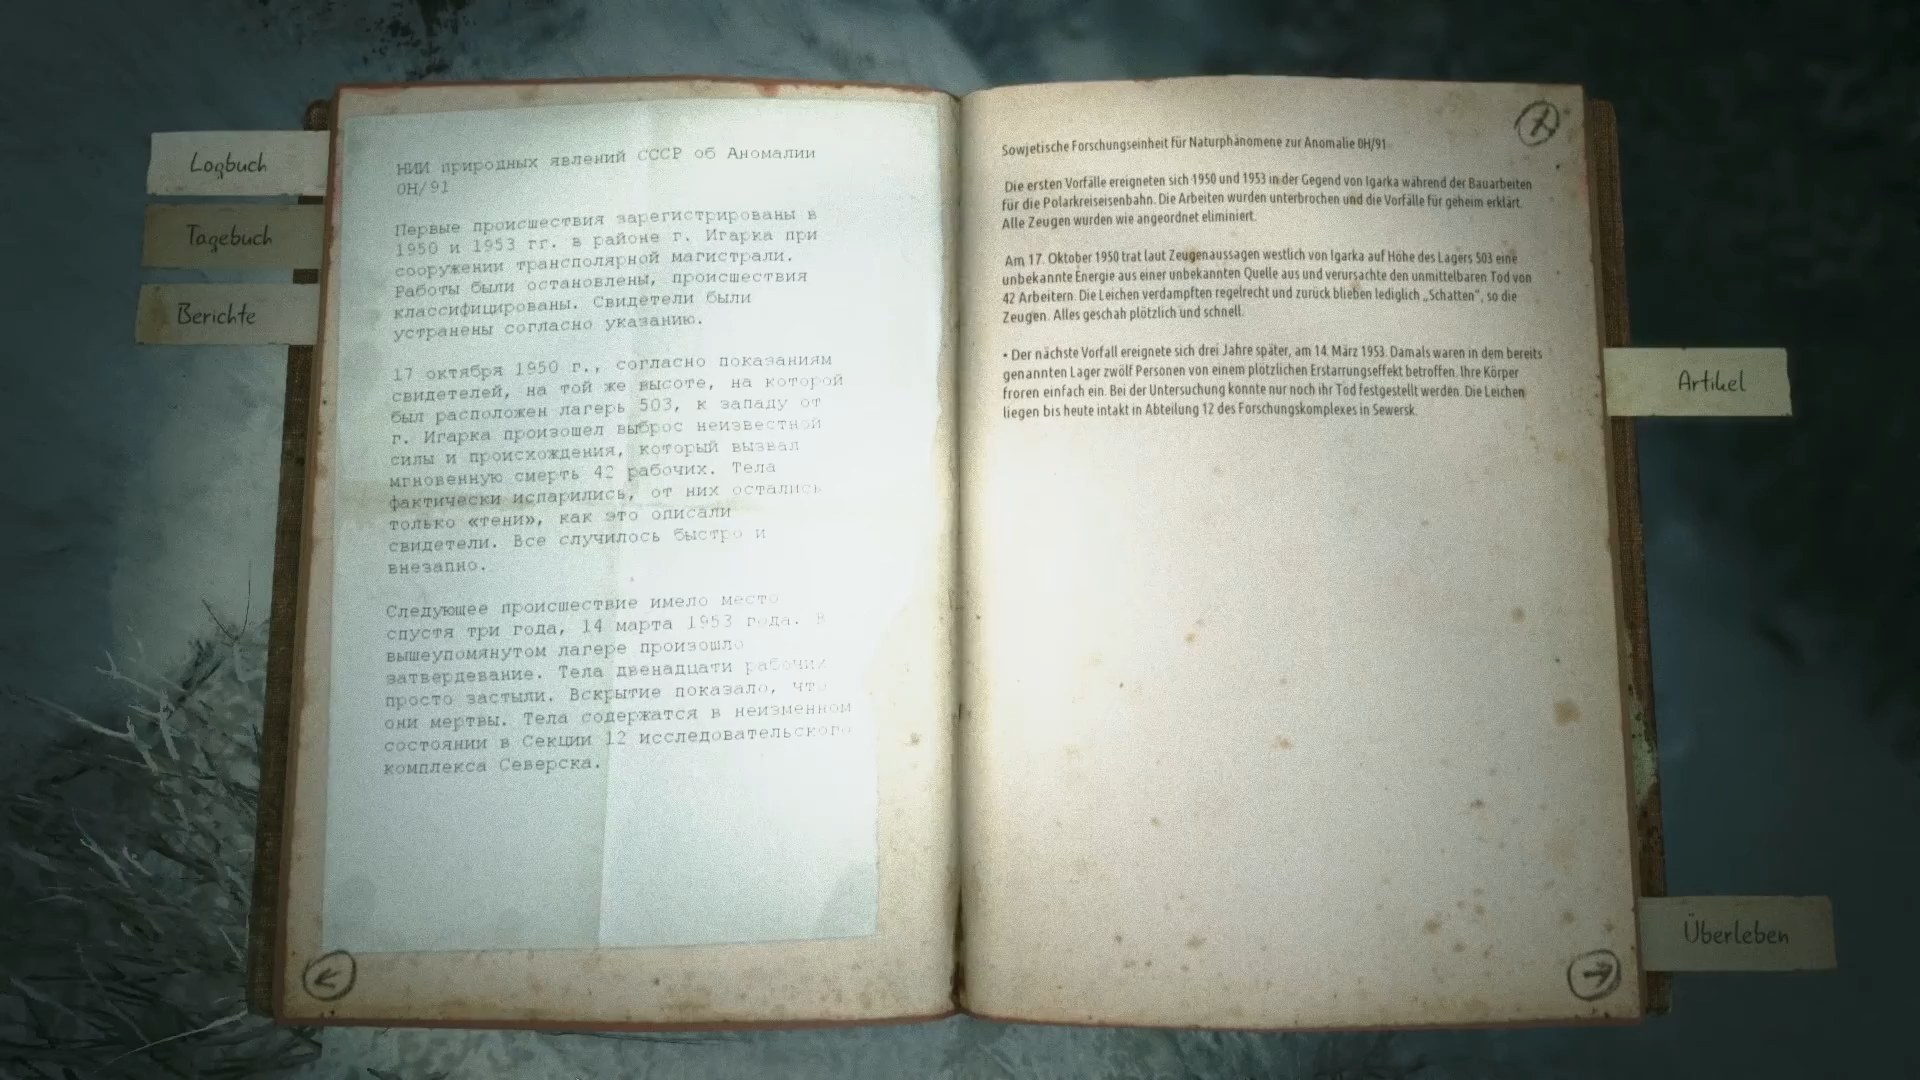 Logbuch
Tagebuch
Berichte
НИИ природных явлений СССР об Аномалии
0Н/91
Первые происшествия зарегистрированы в
1950 и 1953 гг. в районе г. Игарка при
сооружении трансполярной магистрали.
Работы были остановлены, происшествия
классифицированы. Свидетели были
устранены согласно указанию.
17 октября 1950 г., согласно показаниям
свидетелей, на той же высоте, на которой
был расположен лагерь 503, к западу от
г. Игарка произошел выброс неизвестной
силы и происхождения, который вызвал
мгновенную смерть 42 рабочих. Тела
фактически испарились, от них остались
только «тени», как это описали
свидетели. Все случилось быстро и
внезапно.
Следующее происшествие имело место
спустя три года, 14 марта 1953 года. В
вышеупомянутом лагере произошло
затвердевание. Тела двенадцати рабочих
просто застыли. Вскрытие показало, что
они мертвы. Тела содержатся в неизменном
состоянии в Секции 12 исследовательского
комплекса Северска.
Sowjetische Forschungseinheit für Naturphänomene zur Anomalie 0H/91
Die ersten Vorfälle ereigneten sich 1950 und 1953 in der Gegend von Igarka während der Bauarbeiten
für die Polarkreiseisenbahn. Die Arbeiten wurden unterbrochen und die Vorfälle für geheim erklärt.
Alle Zeugen wurden wie angeordnet eliminiert.
Am 17. Oktober 1950 trat laut Zeugenaussagen westlich von Igarka auf Höhe des Lagers 503 eine
unbekannte Energie aus einer unbekannten Quelle aus und verursachte den unmittelbaren Tod von
42 Arbeitern. Die Leichen verdampften regelrecht und zurück blieben lediglich „Schatten“, so die
Zeugen. Alles geschah plötzlich und schnell.
• Der nächste Vorfall ereignete sich drei Jahre später, am 14. März 1953. Damals waren in dem bereits
genannten Lager zwölf Personen von einem plötzlichen Erstarrungseffekt betroffen. Ihre Körper
froren einfach ein. Bei der Untersuchung konnte nur noch ihr Tod festgestellt werden. Die Leichen
liegen bis heute intakt in Abteilung 12 des Forschungskomplexes in Sewersk.
Artikel
Überleben